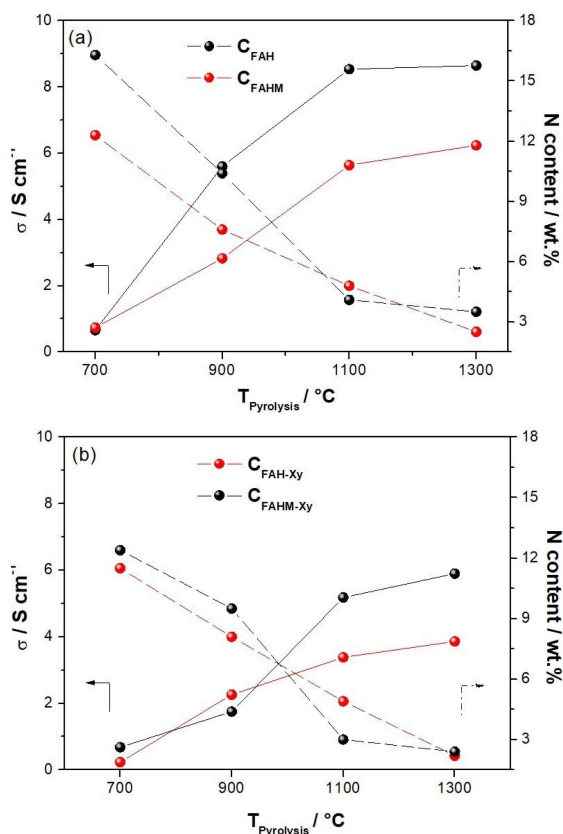 (a)
C_FAH
C_FAHM
10
8
6
4
2
0
σ / S cm⁻¹
18
15
12
9
6
3
N content / wt.%
700 900 1100 1300
T_Pyrolysis / °C
(b)
C_FAH-Xy
C_FAHM-Xy
10
8
6
4
2
0
σ / S cm⁻¹
18
15
12
9
6
3
N content / wt.%
700 900 1100 1300
T_Pyrolysis / °C